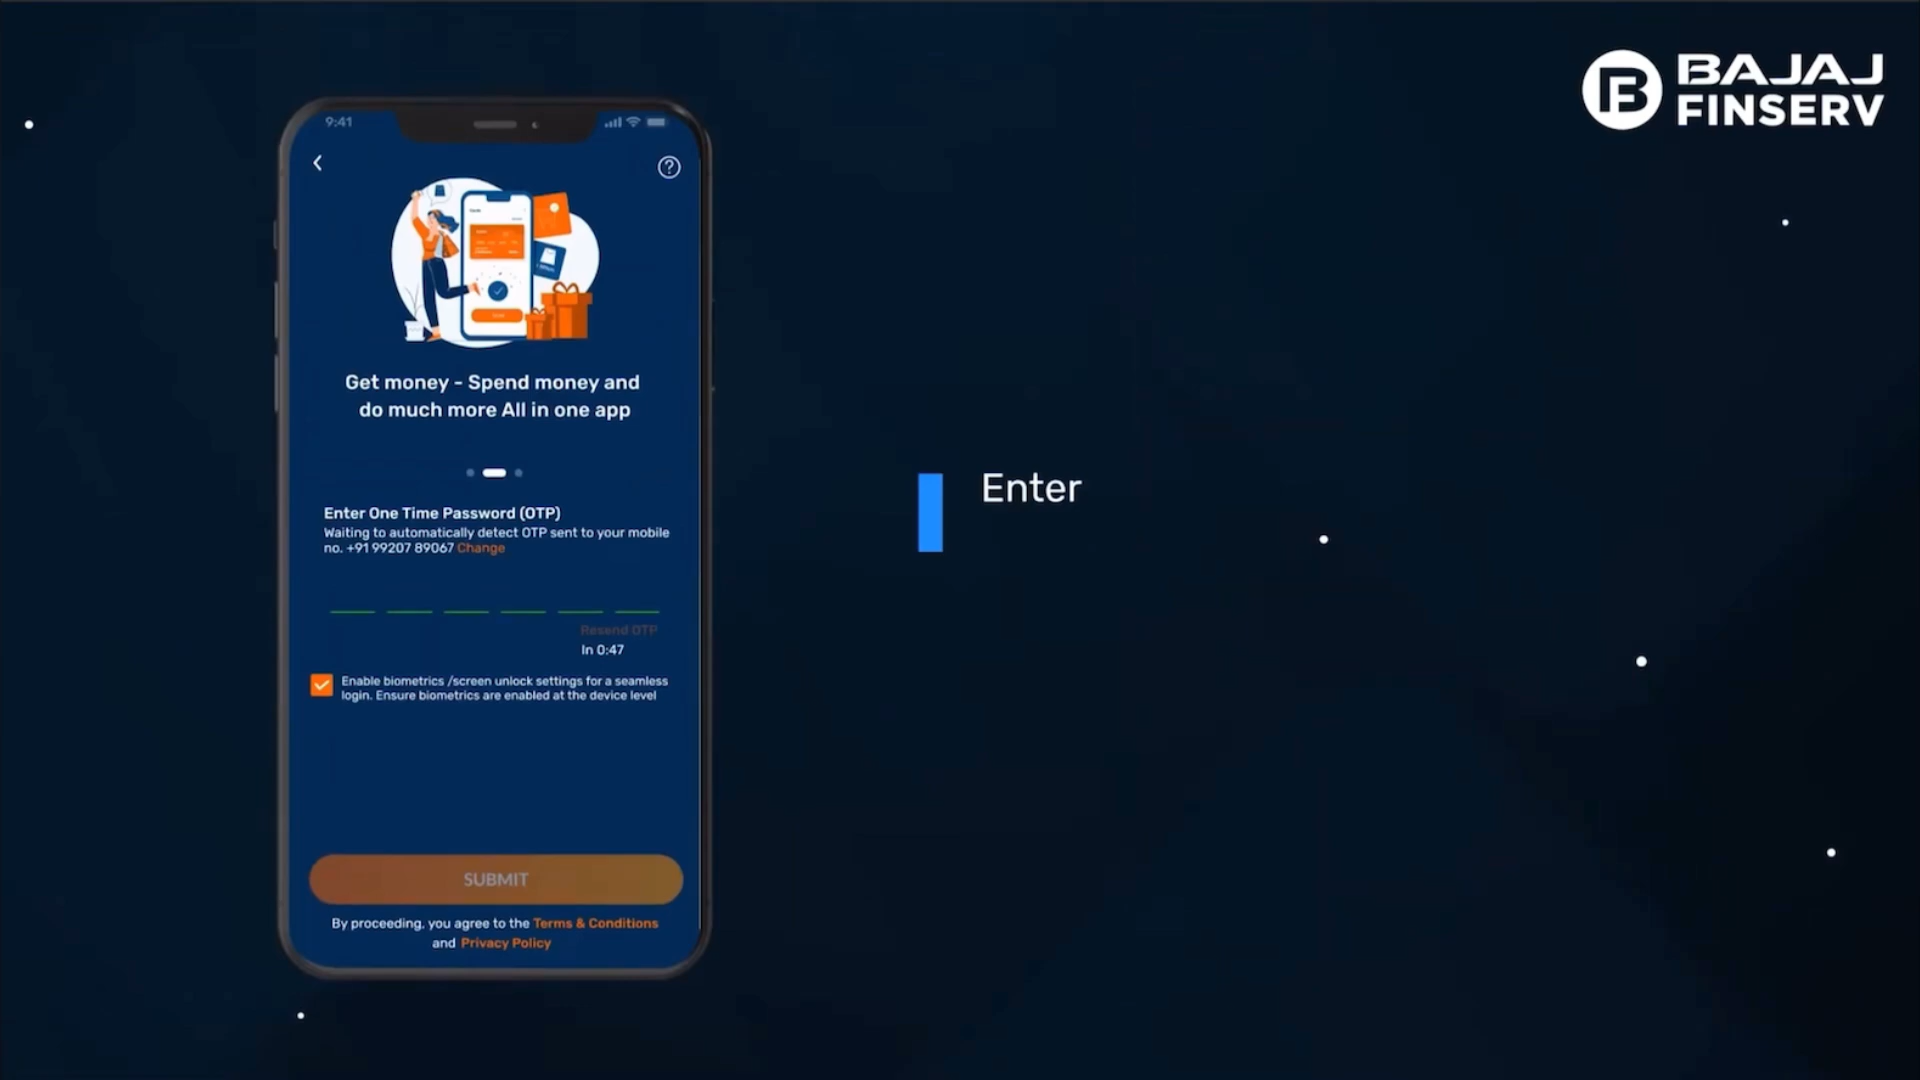 BAJAJ
FINSERV
9:41
Get money - Spend money and
do much more All in one app
Enter One Time Password (OTP)
Waiting to automatically detect OTP sent to your mobile
no. +91 99207 89067 Change
Resend OTP
In 0:47
Enable biometrics /screen unlock settings for a seamless
login. Ensure biometrics are enabled at the device level
SUBMIT
By proceeding, you agree to the Terms & Conditions
and Privacy Policy
Enter